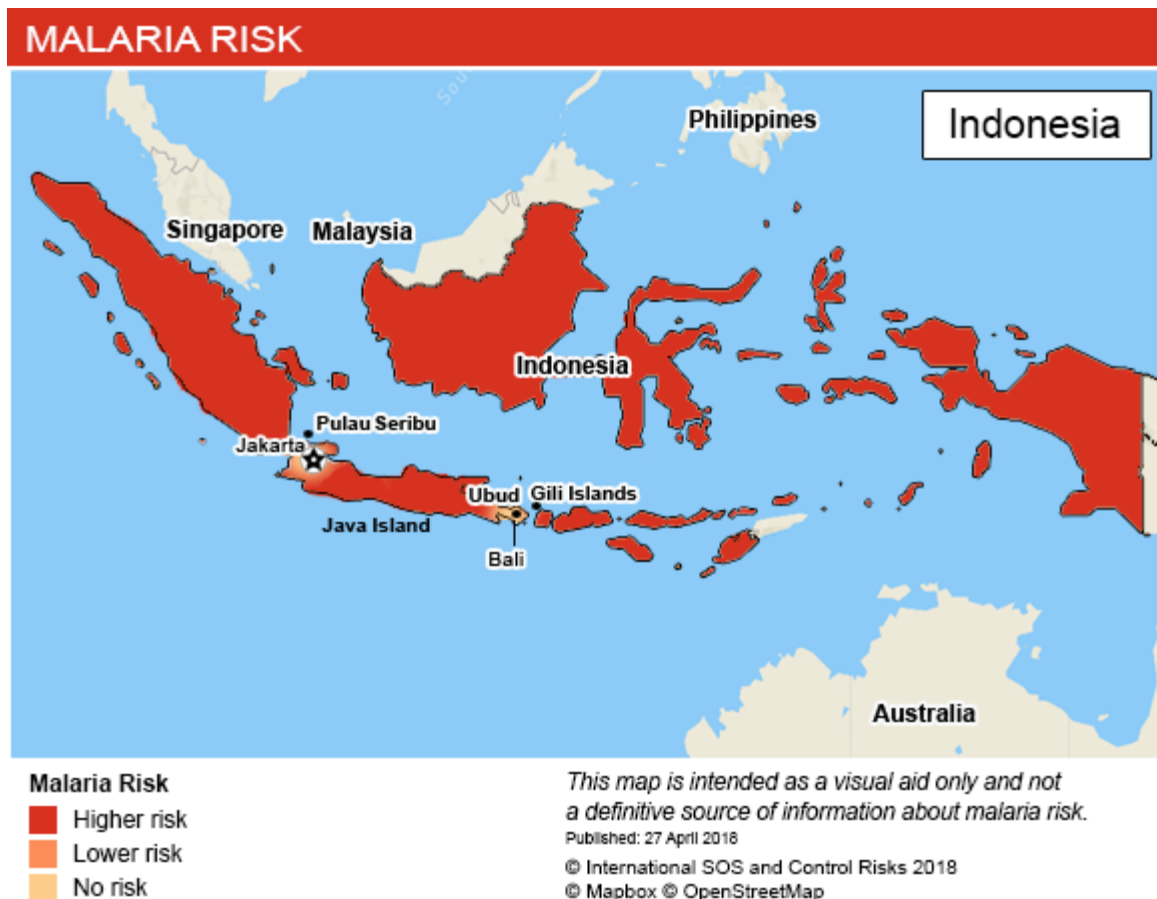 MALARIA RISK
Indonesia
Philippines
Singapore
Malaysia
Indonesia
Pulau Seribu
Jakarta
Ubud
Gili Islands
Java Island
Bali
Australia
Malaria Risk
Higher risk
Lower risk
No risk
This map is intended as a visual aid only and not
a definitive source of information about malaria risk.
Published: 27 April 2018
© International SOS and Control Risks 2018
© Mapbox © OpenStreetMap